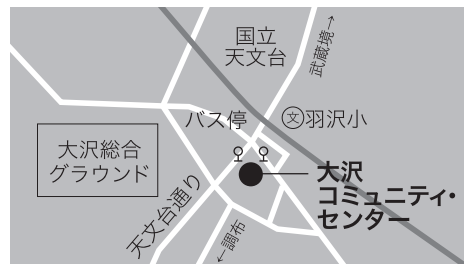 国立
天文台
武蔵境→
バス停
文羽沢小
大沢総合
グラウンド
大沢
コミュニティ・
センター
天文台通り
←調布